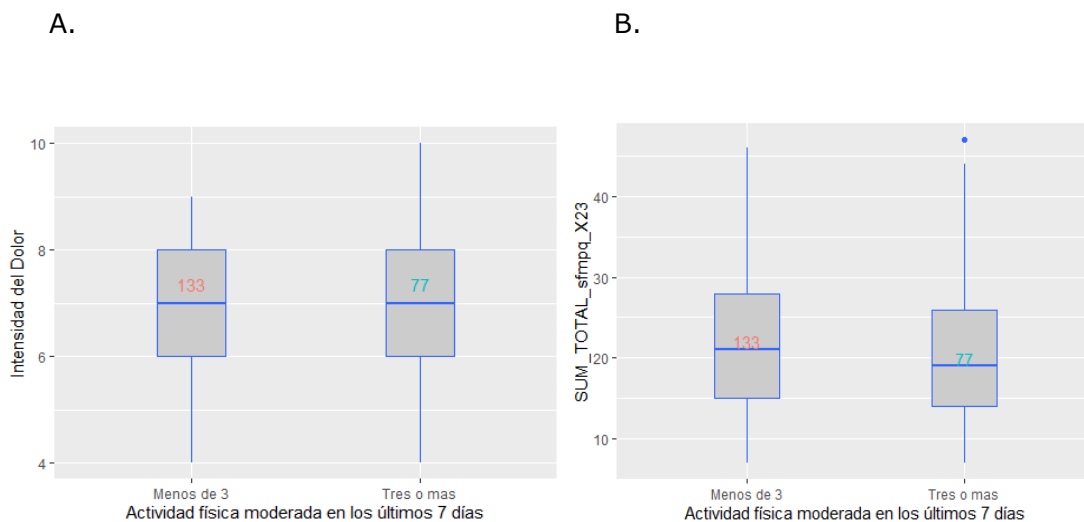 A.
Intensidad del Dolor
10
8
6
4
133
77
Menos de 3
Tres o mas
Actividad física moderada en los últimos 7 días
B.
SUM_TOTAL_sfmpq_X23
40
30
20
10
133
77
Menos de 3
Tres o mas
Actividad física moderada en los últimos 7 días